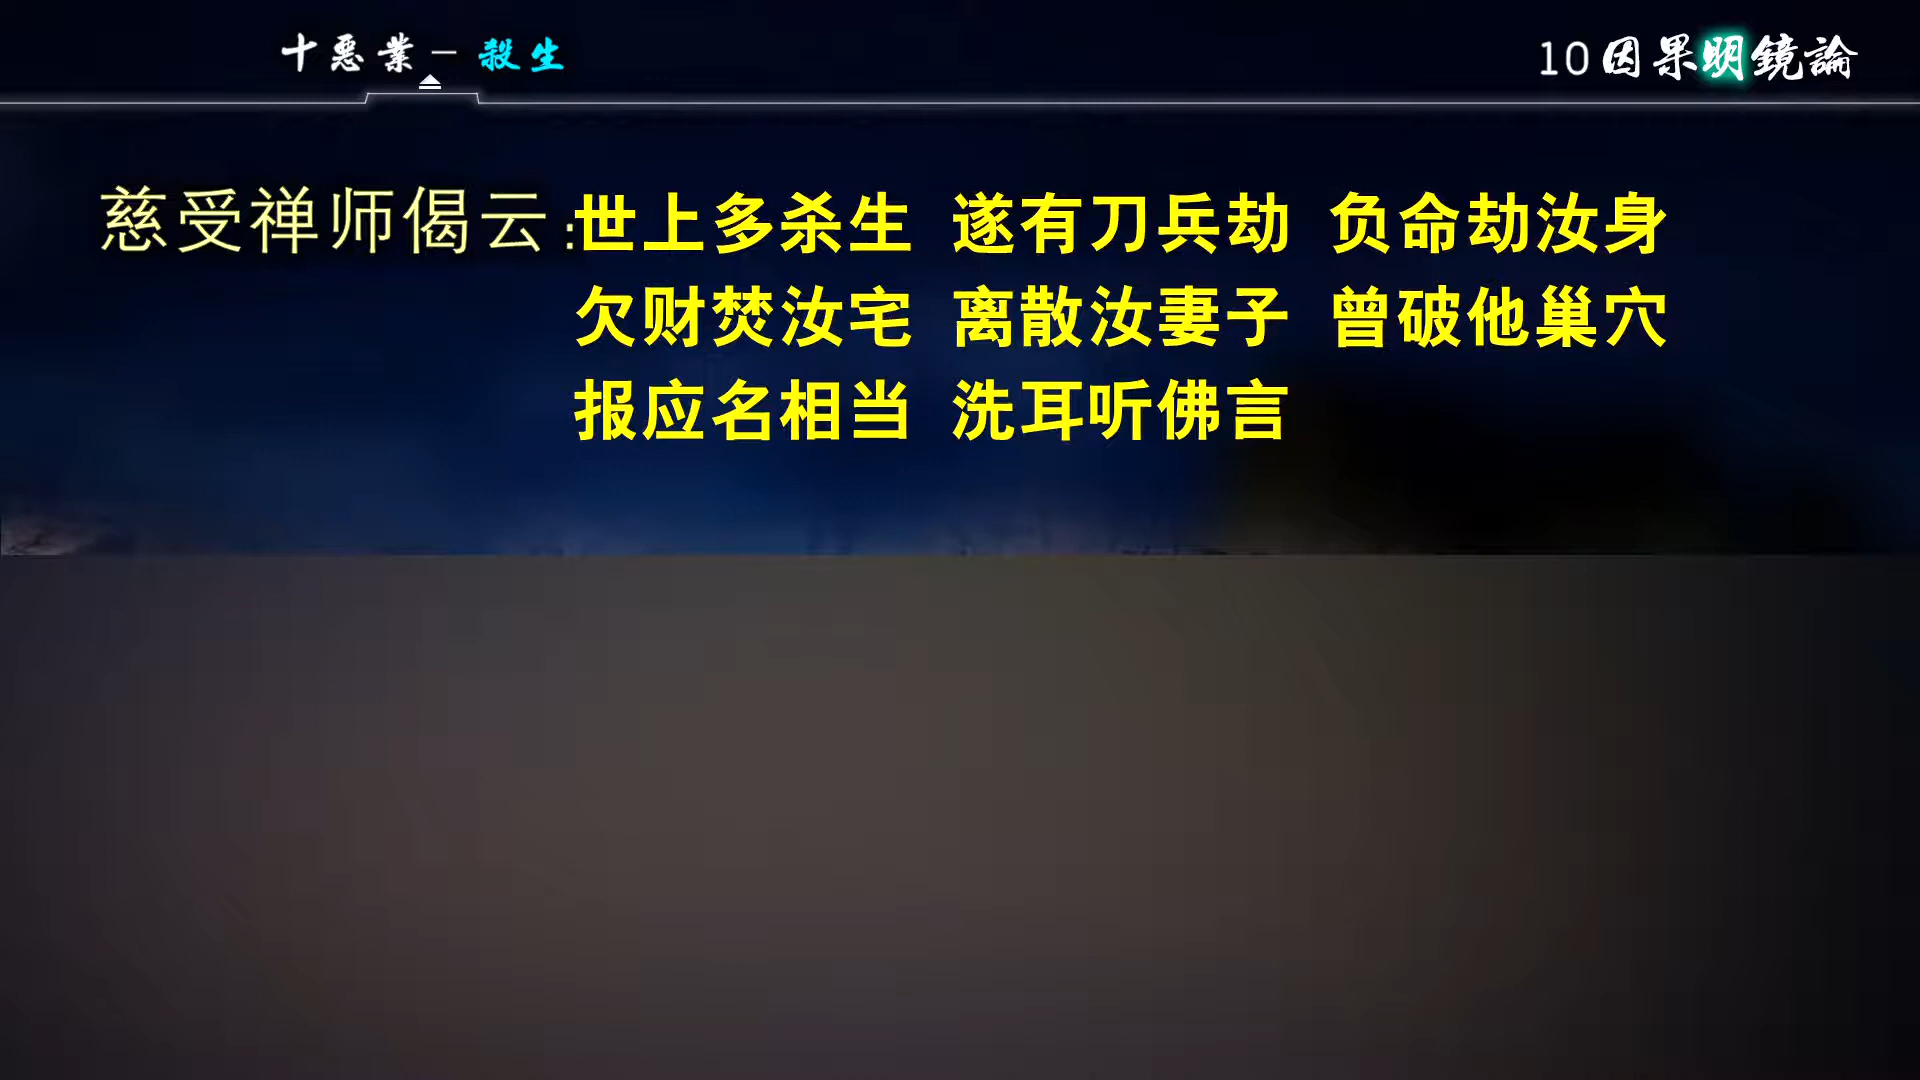 十惡業－殺生
10因果明鏡論
慈受禅师偈云:世上多杀生 遂有刀兵劫 负命劫汝身
欠财焚汝宅 离散汝妻子 曾破他巢穴
报应名相当 洗耳听佛言